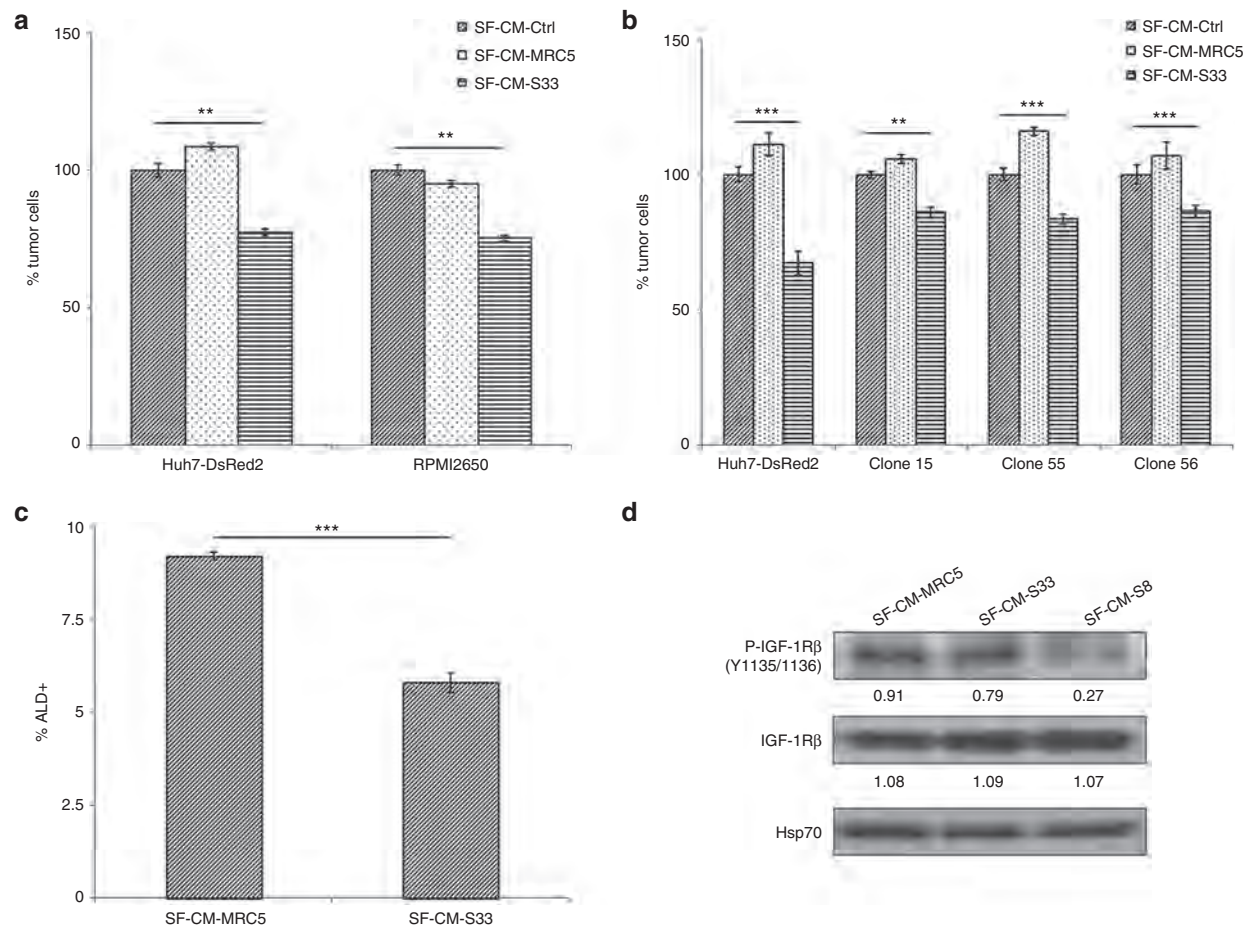 a
150
100
50
0
% tumor cells
SF-CM-Ctrl
SF-CM-MRC5
SF-CM-S33
**
**
Huh7-DsRed2
RPMI2650
b
150
100
50
0
% tumor cells
SF-CM-Ctrl
SF-CM-MRC5
SF-CM-S33
***
**
***
***
Huh7-DsRed2
Clone 15
Clone 55
Clone 56
c
10
7.5
5
2.5
0
% ALD+
***
SF-CM-MRC5
SF-CM-S33
d
SF-CM-MRC5
SF-CM-S33
SF-CM-S8
P-IGF-1Rβ
(Y1135/1136)
0.91 0.79 0.27
IGF-1Rβ
1.08 1.09 1.07
Hsp70